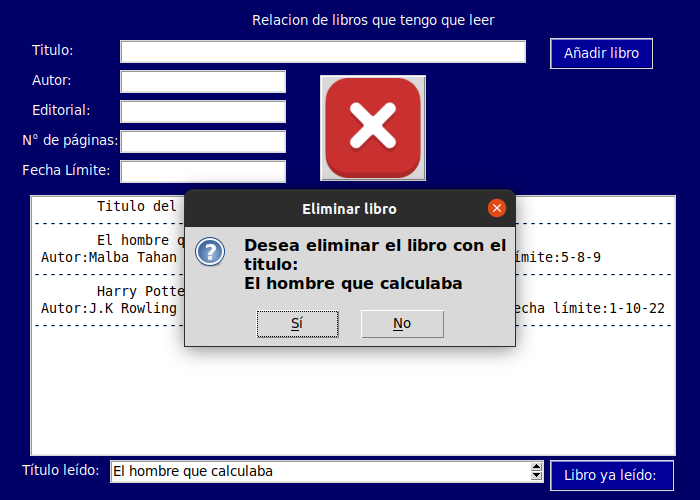 Relacion de libros que tengo que leer
Titulo:
Añadir libro
Autor:
Editorial:
N° de páginas:
Fecha Límite:
Titulo del
Eliminar libro
El hombre
Desea eliminar el libro con el
titulo:
El hombre que calculaba
Autor:Malba Tahan
5-8-9
Harry
Autor:J.K Rowling
límite:1-10-22
Sí
No
Título leído:
El hombre que calculaba
Libro ya leído: